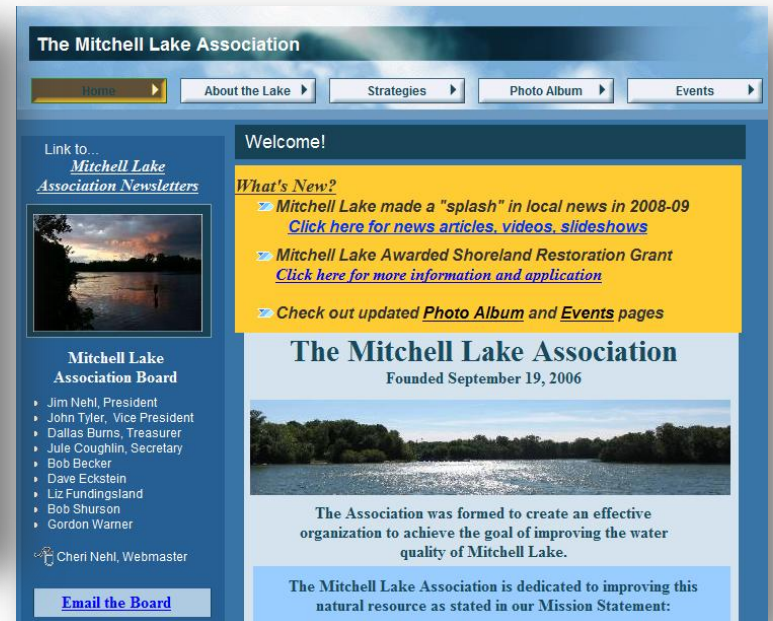 The Mitchell Lake Association
Home
About the Lake
Strategies
Photo Album
Events
Link to...
Mitchell Lake
Association Newsletters
Mitchell Lake
Association Board
Jim Nehl, President
John Tyler, Vice President
Dallas Burns, Treasurer
Jule Coughlin, Secretary
Bob Becker
Dave Eckstein
Liz Fundingsland
Bob Shurson
Gordon Warner
Cheri Nehl, Webmaster
Email the Board
Welcome!
What's New?
Mitchell Lake made a "splash" in local news in 2008-09
Click here for news articles, videos, slideshows
Mitchell Lake Awarded Shoreland Restoration Grant
Click here for more information and application
Check out updated Photo Album and Events pages
The Mitchell Lake Association
Founded September 19, 2006
The Association was formed to create an effective
organization to achieve the goal of improving the water
quality of Mitchell Lake.
The Mitchell Lake Association is dedicated to improving this
natural resource as stated in our Mission Statement: